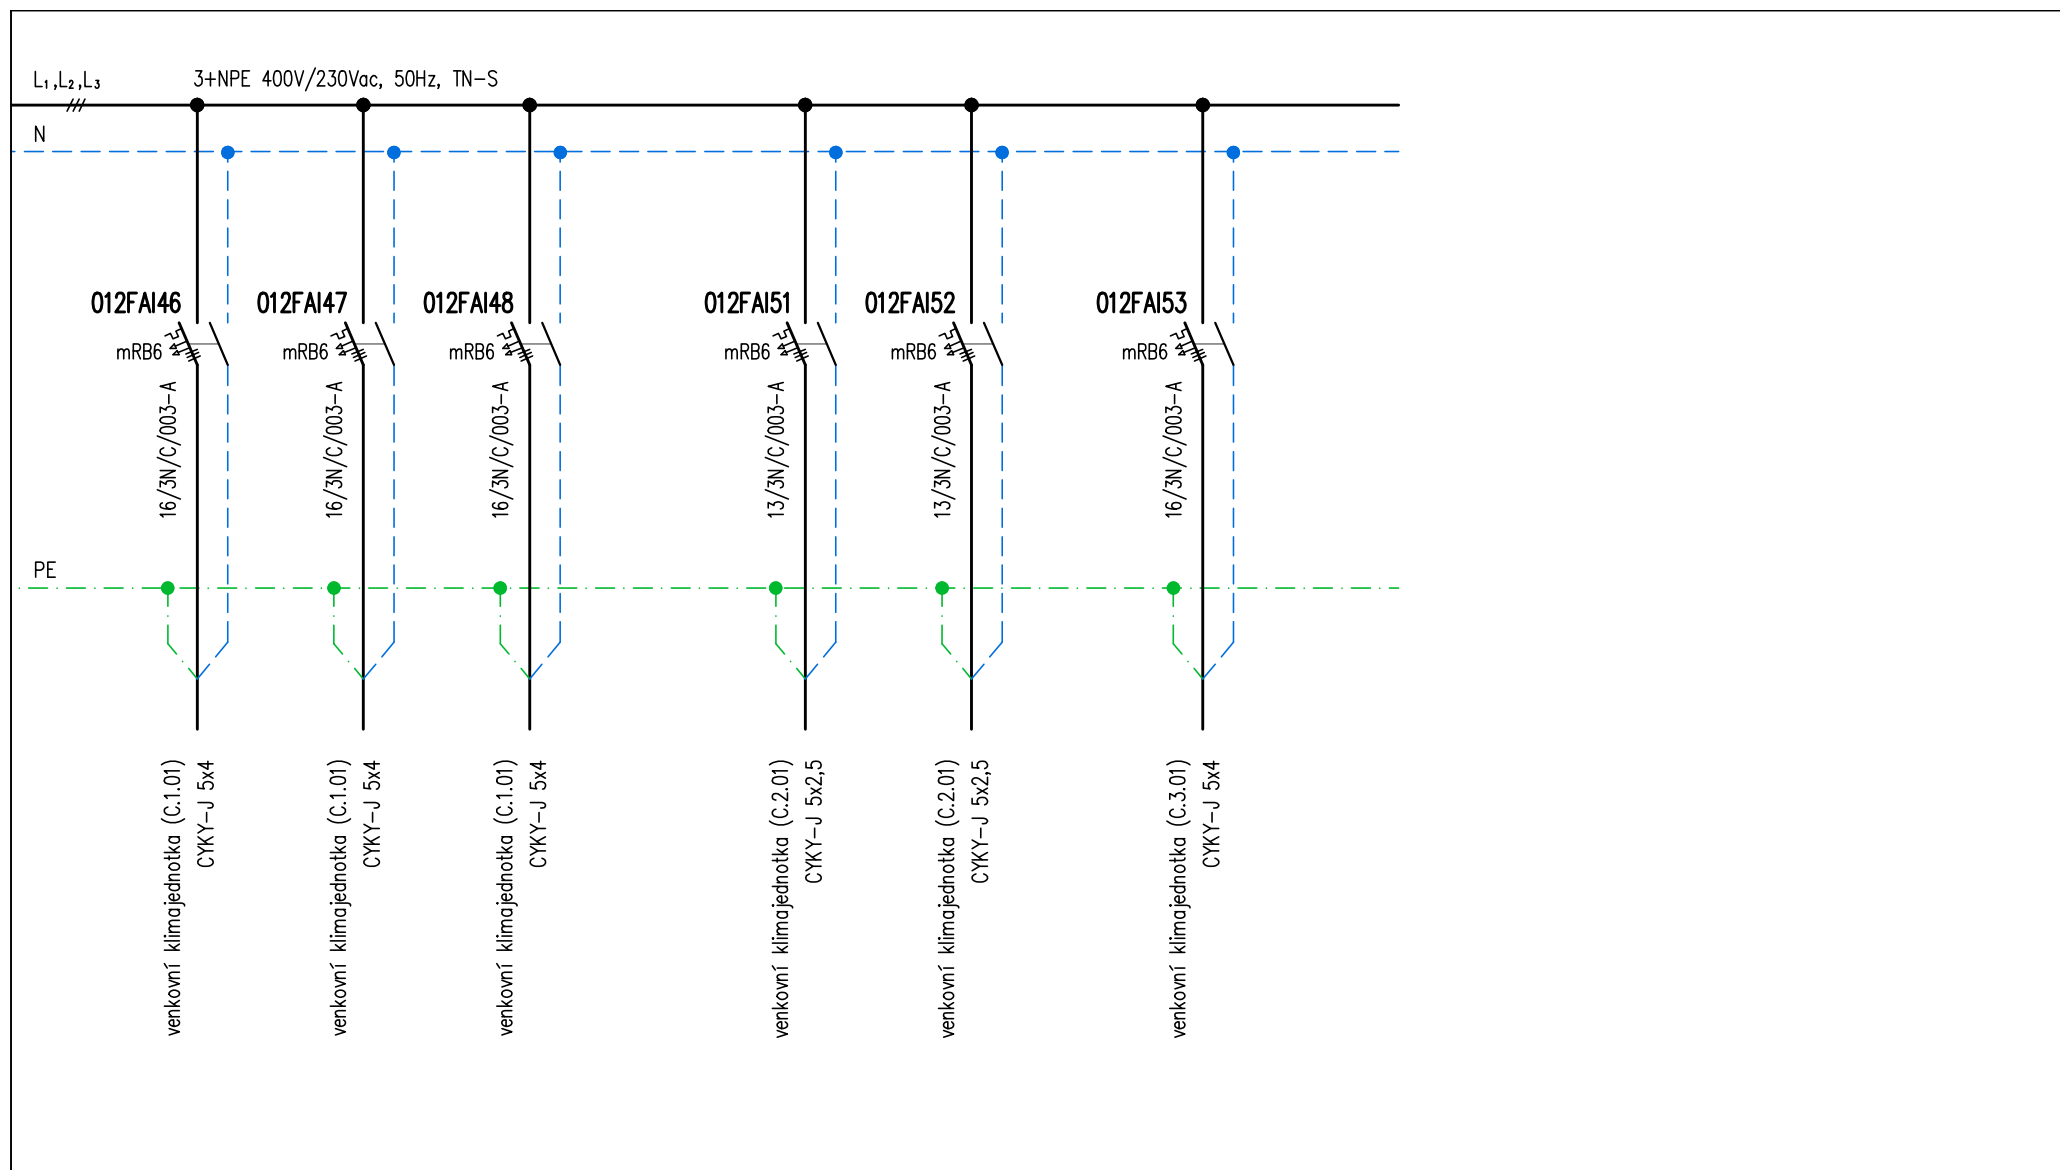 L₁,L₂,L₃
3+NPE 400V/230Vac, 50Hz, TN-S
N
012FAI46
012FAI47
012FAI48
012FAI51
012FAI52
012FAI53
mRB6
mRB6
mRB6
mRB6
mRB6
mRB6
16/3N/C/003-A
16/3N/C/003-A
16/3N/C/003-A
13/3N/C/003-A
13/3N/C/003-A
16/3N/C/003-A
PE
venkovní klimajednotka (C.1.01)
CYKY-J 5x4
venkovní klimajednotka (C.1.01)
CYKY-J 5x4
venkovní klimajednotka (C.1.01)
CYKY-J 5x4
venkovní klimajednotka (C.2.01)
CYKY-J 5x2,5
venkovní klimajednotka (C.2.01)
CYKY-J 5x2,5
venkovní klimajednotka (C.3.01)
CYKY-J 5x4